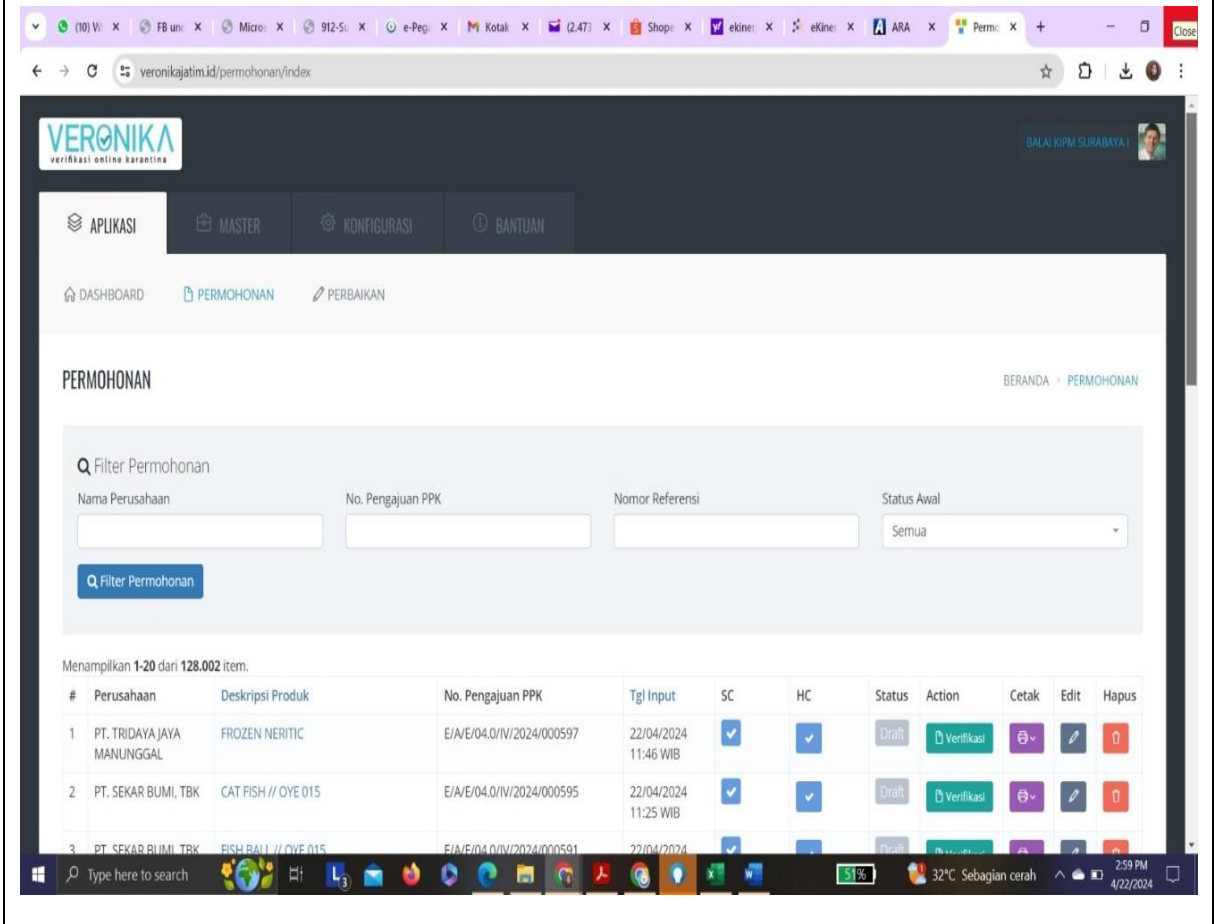 (10) W
FB unc
Micro
912-Su
e-Peg
Kotak
(2.473
Shope
ekiner
eKiner
ARA
Permo
Close
veronikajatim.id/permohonan/index
VERONIKA
verifikasi online karantina
BALAI KIPM SURABAYA I
APLIKASI MASTER KONFIGURASI BANTUAN
DASHBOARD PERMOHONAN PERBAIKAN
PERMOHONAN
BERANDA PERMOHONAN
Filter Permohonan
Nama Perusahaan No. Pengajuan PPK Nomor Referensi Status Awal
Semua
Filter Permohonan
Menampilkan 1-20 dari 128.002 item.
# Perusahaan Deskripsi Produk No. Pengajuan PPK Tgl Input SC HC Status Action Cetak Edit Hapus
1 PT. TRIDAYA JAYA FROZEN NERITIC E/A/E/04.0/IV/2024/000597 22/04/2024 Draft Verifikasi
MANUNGGAL 11:46 WIB
2 PT. SEKAR BUMI, TBK CAT FISH // OYE 015 E/A/E/04.0/IV/2024/000595 22/04/2024 Draft Verifikasi
11:25 WIB
3 PT. SEKAR BUMI, TBK FISH BALL // OYE 015 E/A/E/04.0/IV/2024/000591 22/04/2024 Draft Verifikasi
Type here to search 51% 32°C Sebagian cerah 2:59 PM
4/22/2024